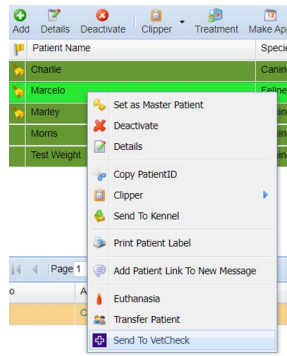 Add Details Deactivate Clipper Treatment Make App
Patient Name Specie
Charlie Canin
Marcelo Feline
Marley
Morris
Test Weight
Set as Master Patient
Deactivate
Details
Copy PatientID
Clipper
Send To Kennel
Print Patient Label
Page 1
Add Patient Link To New Message
Euthanasia
Transfer Patient
Send To VetCheck